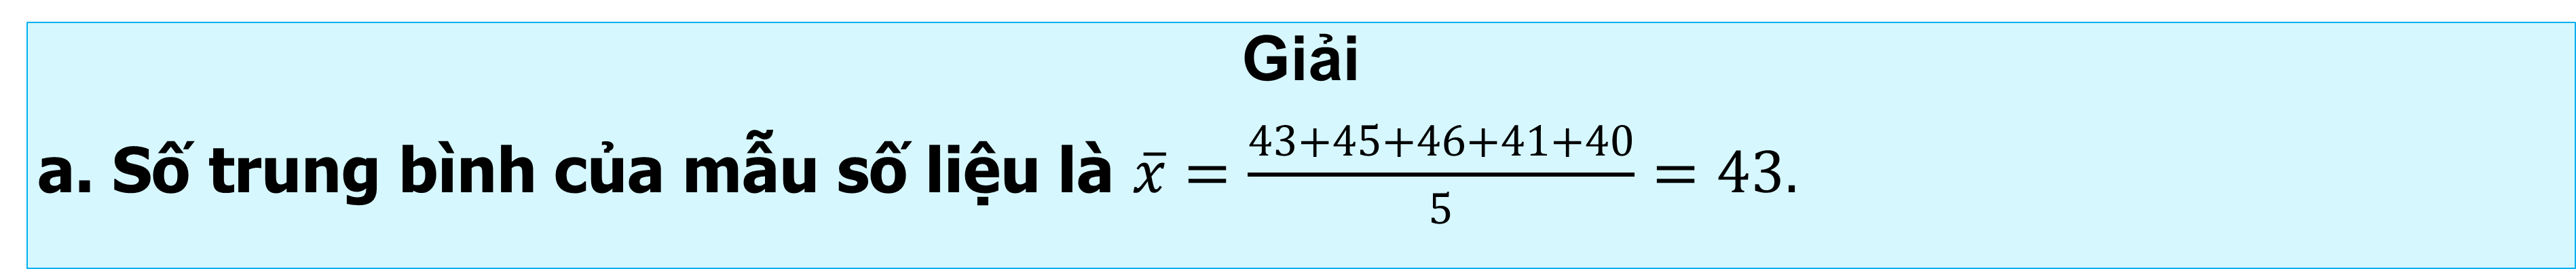 Giải
a. Số trung bình của mẫu số liệu là x̄ = (43+45+46+41+40)/5 = 43.